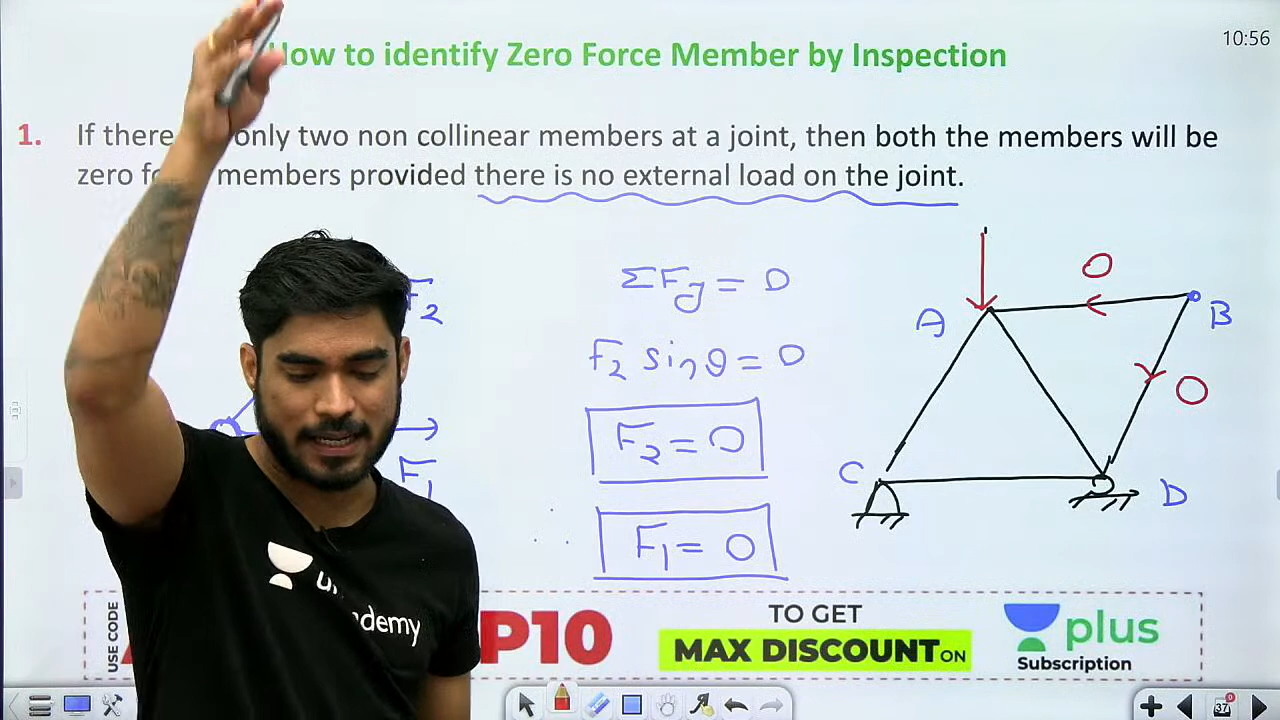 How to identify Zero Force Member by Inspection
10:56
1. If there only two non collinear members at a joint, then both the members will be
zero members provided there is no external load on the joint.
F2
F1
ΣFy = 0
F2 sinθ = 0
F2 = 0
F1 = 0
0
A
B
0
C
D
USE CODE
P10
TO GET
MAX DISCOUNT ON
plus
Subscription
37